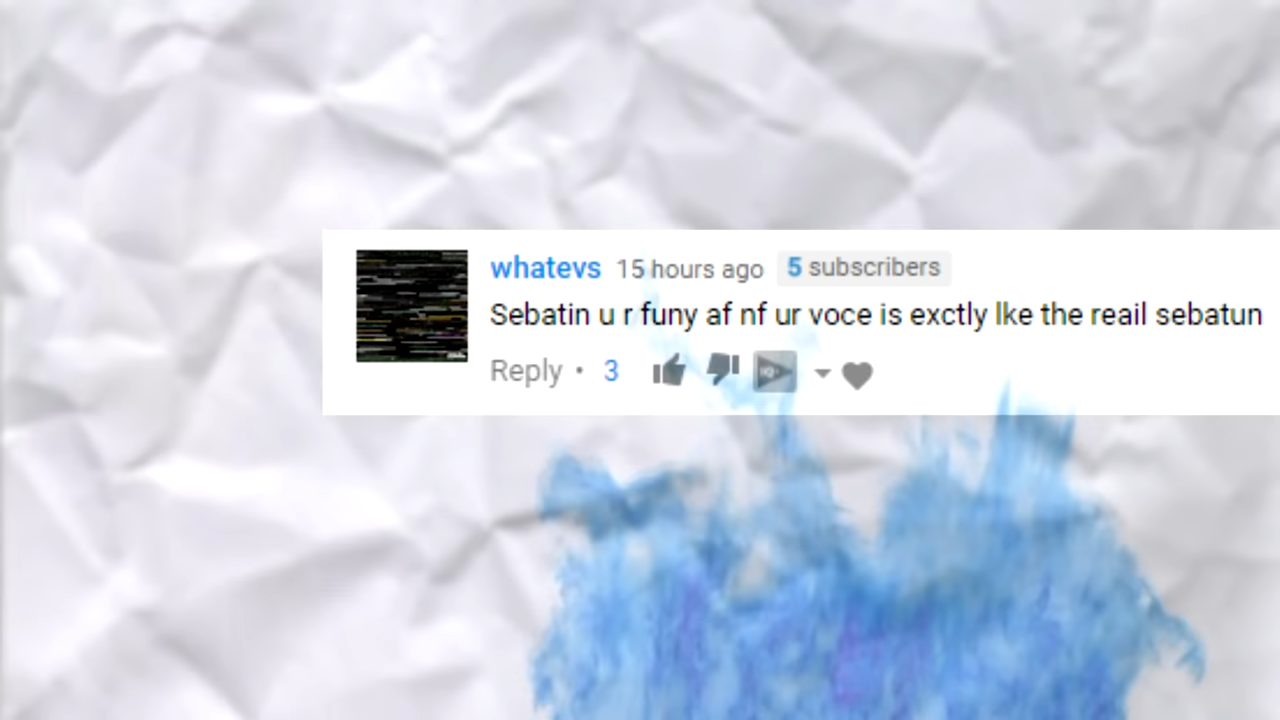 whatevs 15 hours ago 5 subscribers
Sebatin u r funy af nf ur voce is exctly lke the reail sebatun
Reply • 3